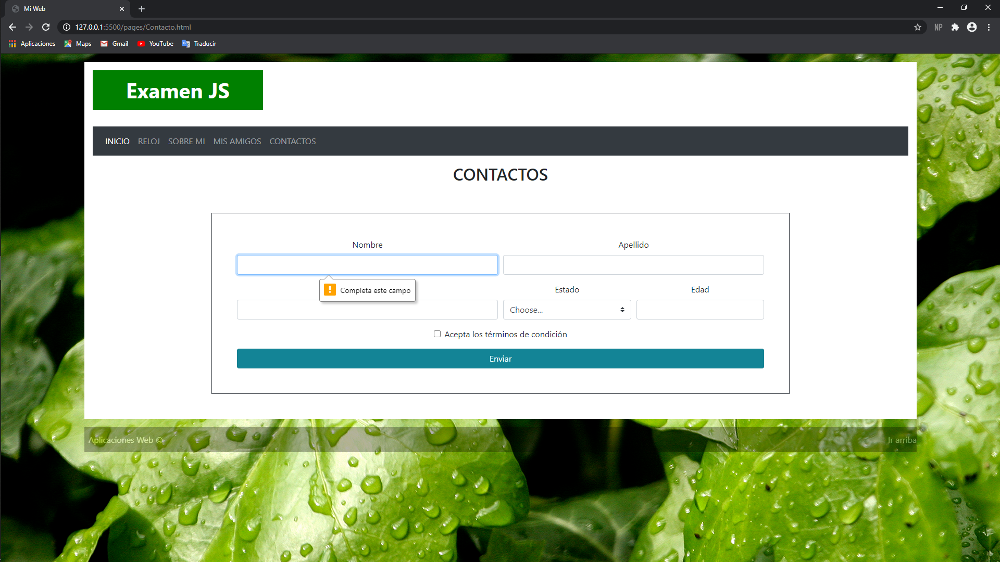 Mi Web
127.0.0.1:5500/pages/Contacto.html
NP
Aplicaciones Maps Gmail YouTube Traducir
Examen JS
INICIO RELOJ SOBRE MI MIS AMIGOS CONTACTOS
CONTACTOS
Nombre Apellido
Completa este campo
Estado Edad
Choose...
Acepta los términos de condición
Enviar
Aplicaciones Web © Ir arriba